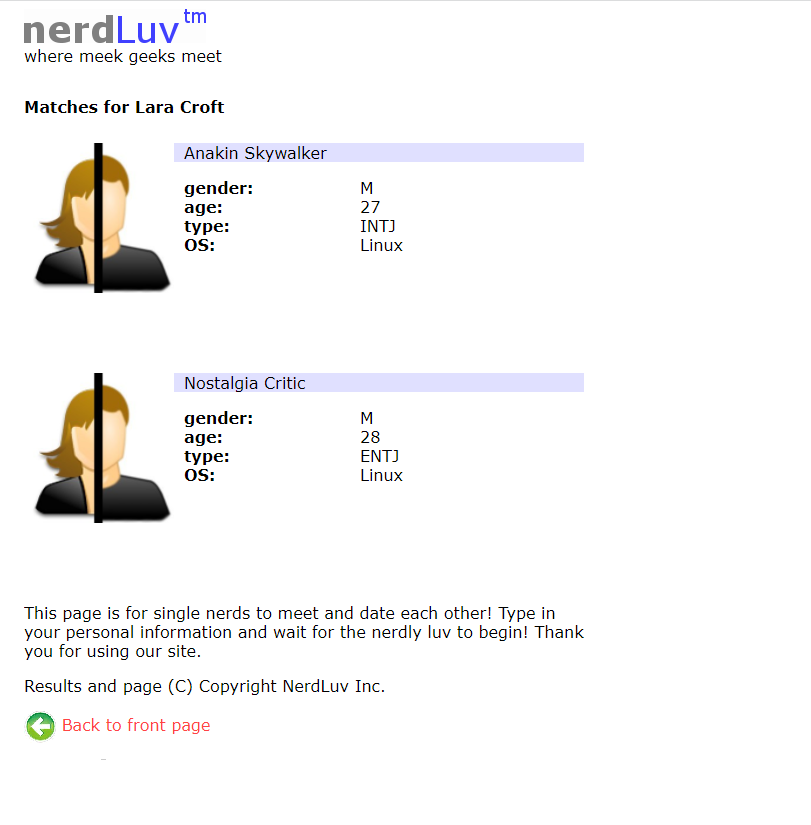 nerdLuv™
where meek geeks meet
Matches for Lara Croft
Anakin Skywalker
gender: M
age: 27
type: INTJ
OS: Linux
Nostalgia Critic
gender: M
age: 28
type: ENTJ
OS: Linux
This page is for single nerds to meet and date each other! Type in
your personal information and wait for the nerdly luv to begin! Thank
you for using our site.
Results and page (C) Copyright NerdLuv Inc.
Back to front page